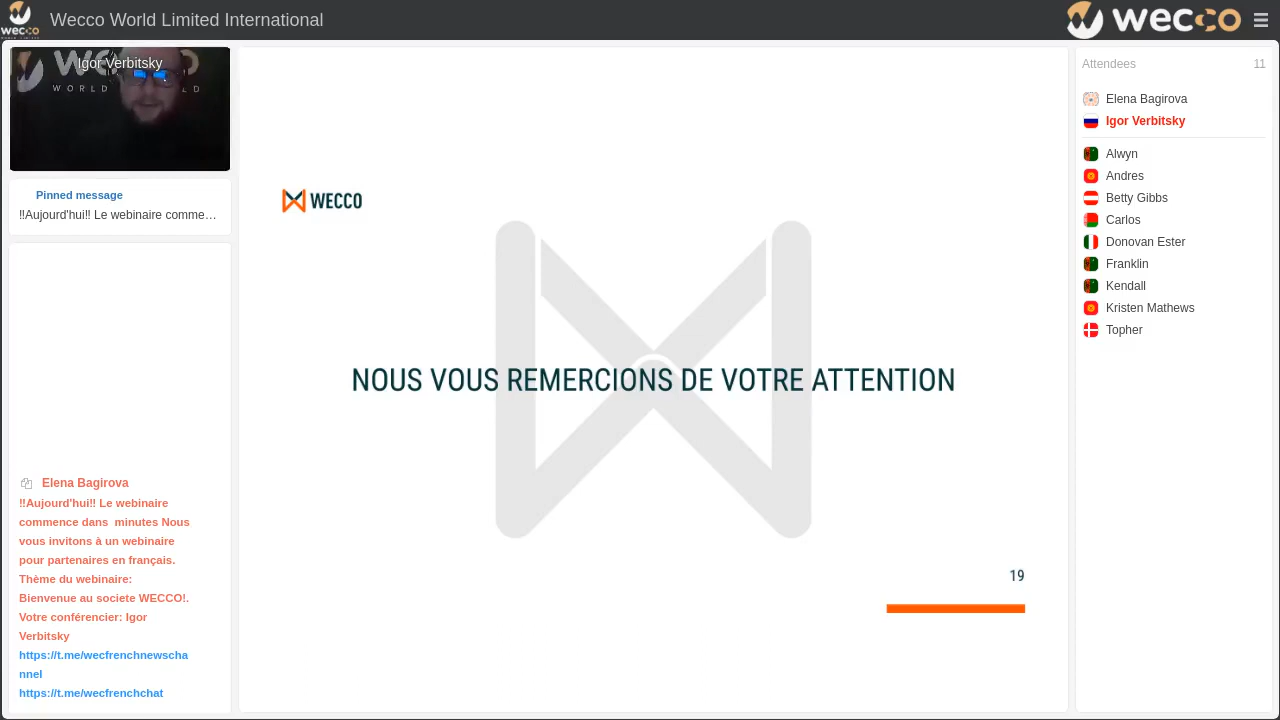 wecco
Wecco World Limited International
wecco
WECCO
Igor Verbitsky
WORLD
Pinned message
‼Aujourd'hui‼ Le webinaire comme…
Elena Bagirova
‼Aujourd'hui‼ Le webinaire
commence dans  minutes Nous
vous invitons à un webinaire
pour partenaires en français.
Thème du webinaire:
Bienvenue au societe WECCO!.
Votre conférencier: Igor
Verbitsky
https://t.me/wecfrenchnewscha
nnel
https://t.me/wecfrenchchat
NOUS VOUS REMERCIONS DE VOTRE ATTENTION
19
Attendees 11
Elena Bagirova
Igor Verbitsky
Alwyn
Andres
Betty Gibbs
Carlos
Donovan Ester
Franklin
Kendall
Kristen Mathews
Topher